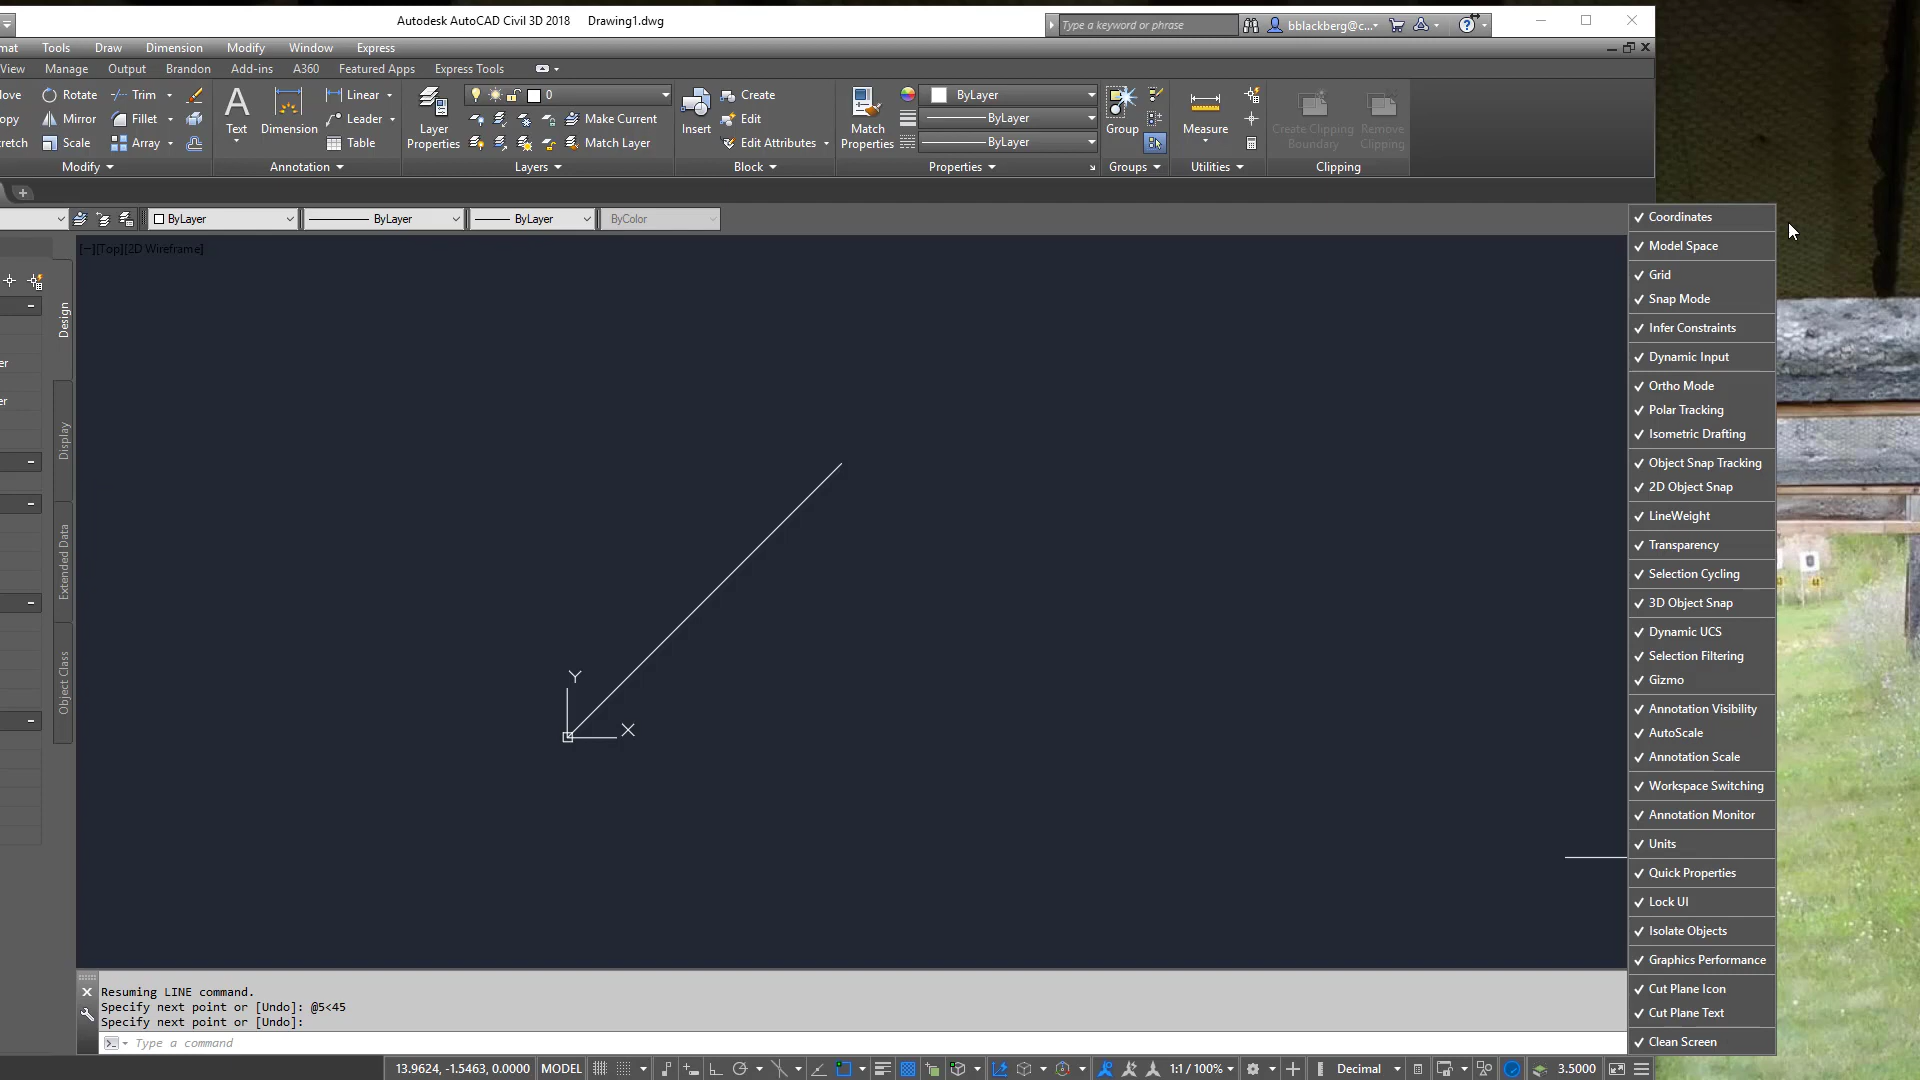 Autodesk AutoCAD Civil 3D 2018 Drawing1.dwg
Type a keyword or phrase
bblackberg@c...
mat Tools Draw Dimension Modify Window Express
View Manage Output Brandon Add-ins A360 Featured Apps Express Tools
ove Rotate Trim
opy Mirror Fillet
retch Scale Array
Modify
Text
Dimension
Linear
Leader
Table
Annotation
Layer
Properties
0
Make Current
Match Layer
Layers
Insert
Create
Edit
Edit Attributes
Block
Match
Properties
ByLayer
ByLayer
ByLayer
Properties
Group
Groups
Measure
Utilities
Create Clipping
Boundary
Remove
Clipping
Clipping
ByLayer ByLayer ByLayer ByColor
[−][Top][2D Wireframe]
er
er
Design
Display
Extended Data
Object Class
Y
X
Coordinates
Model Space
Grid
Snap Mode
Infer Constraints
Dynamic Input
Ortho Mode
Polar Tracking
Isometric Drafting
Object Snap Tracking
2D Object Snap
LineWeight
Transparency
Selection Cycling
3D Object Snap
Dynamic UCS
Selection Filtering
Gizmo
Annotation Visibility
AutoScale
Annotation Scale
Workspace Switching
Annotation Monitor
Units
Quick Properties
Lock UI
Isolate Objects
Graphics Performance
Cut Plane Icon
Cut Plane Text
Clean Screen
Resuming LINE command.
Specify next point or [Undo]: @5<45
Specify next point or [Undo]:
Type a command
13.9624, -1.5463, 0.0000 MODEL 1:1 / 100% Decimal 3.5000